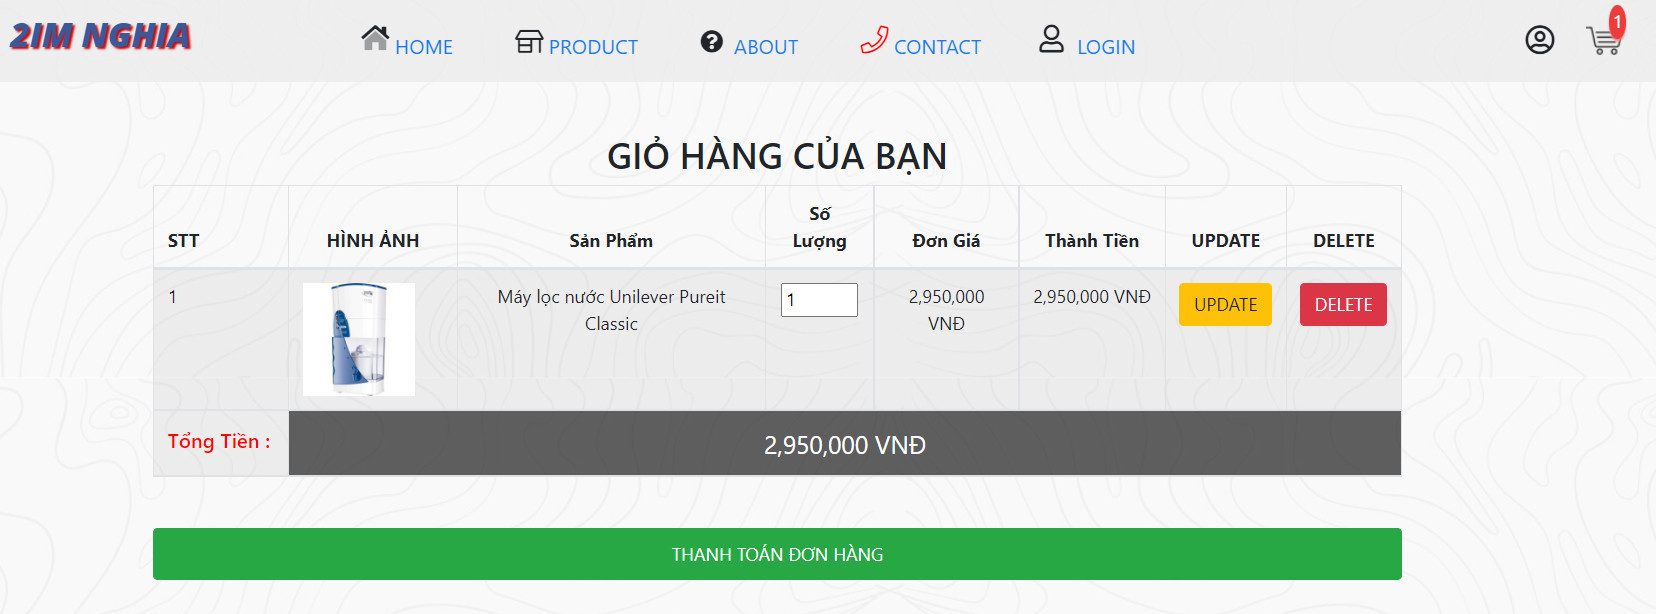 2IM NGHIA
HOME
PRODUCT
ABOUT
CONTACT
LOGIN
1
GIỎ HÀNG CỦA BẠN
STT
HÌNH ẢNH
Sản Phẩm
Số
Lượng
Đơn Giá
Thành Tiền
UPDATE
DELETE
1
Máy lọc nước Unilever Pureit
Classic
1
2,950,000
VNĐ
2,950,000 VNĐ
UPDATE
DELETE
Tổng Tiền :
2,950,000 VNĐ
THANH TOÁN ĐƠN HÀNG